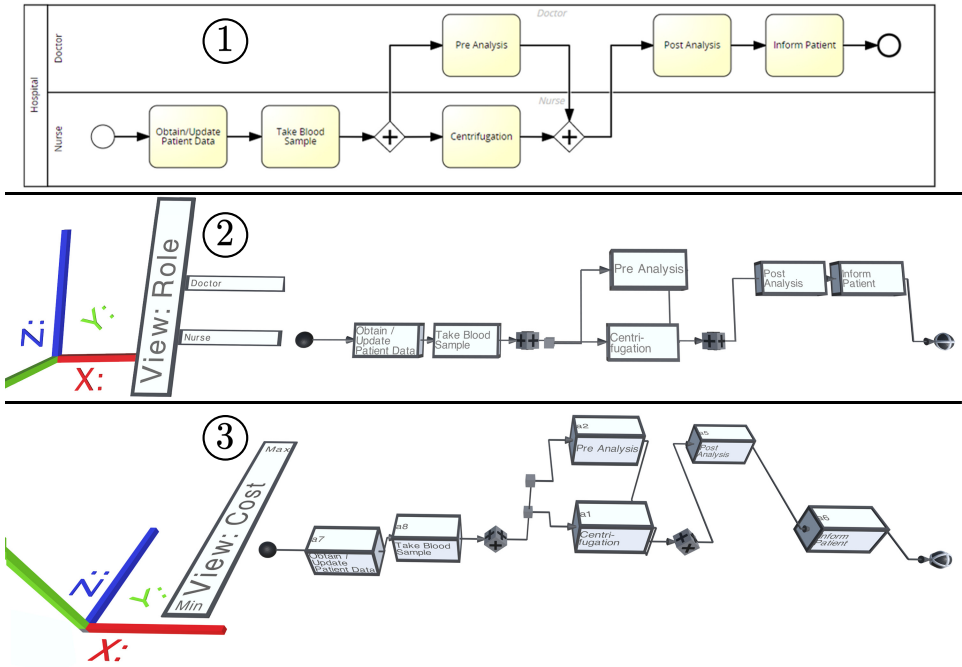 1
Doctor
Hospital
Doctor
Pre Analysis
Post Analysis
Inform Patient
Nurse
Nurse
Obtain/Update
Patient Data
Take Blood
Sample
Centrifugation
2
View: Role
Z:
Y:
X:
Doctor
Nurse
Obtain /
Update
Patient Data
Take Blood
Sample
Pre Analysis
Centri-
fugation
Post
Analysis
Inform
Patient
3
Max
View: Cost
Min
Z:
Y:
X:
a7
Obtain /
Update
Patient Data
a8
Take Blood
Sample
a2
Pre Analysis
a1
Centri-
fugation
a5
Post
Analysis
a6
Inform
Patient